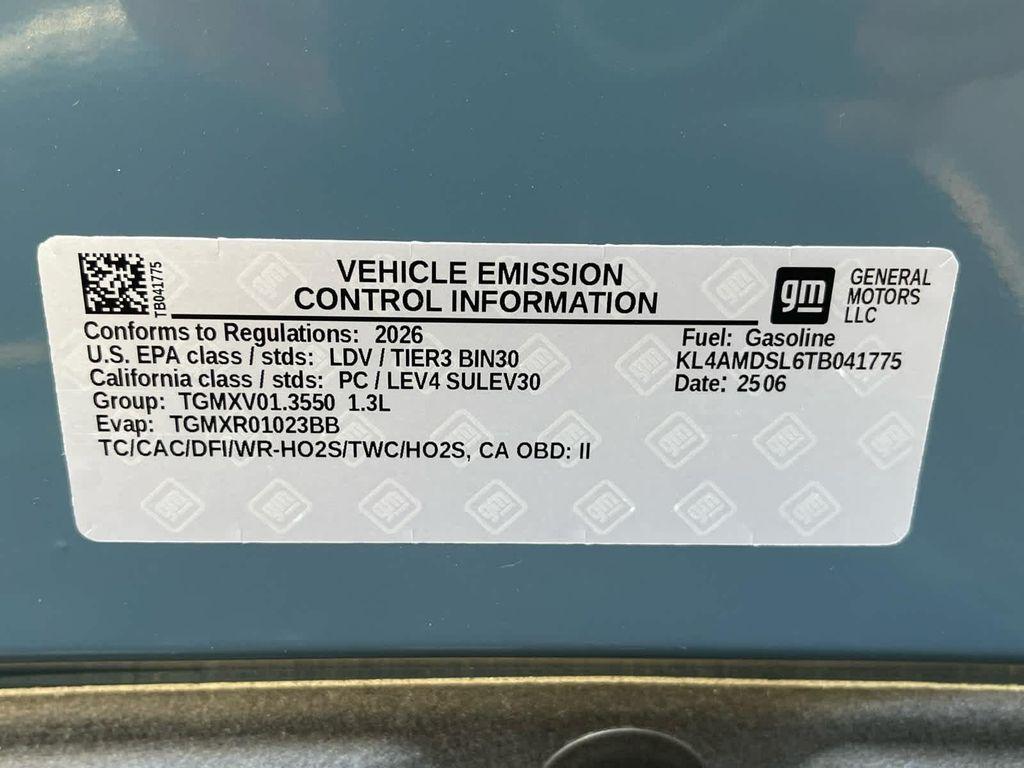 TB041775
VEHICLE EMISSION
CONTROL INFORMATION
gm
GENERAL
MOTORS
LLC
Conforms to Regulations: 2026
U.S. EPA class / stds: LDV / TIER3 BIN30
California class / stds: PC / LEV4 SULEV30
Group: TGMXV01.3550 1.3L
Evap: TGMXR01023BB
TC/CAC/DFI/WR-HO2S/TWC/HO2S, CA OBD: II
Fuel: Gasoline
KL4AMDSL6TB041775
Date: 2506